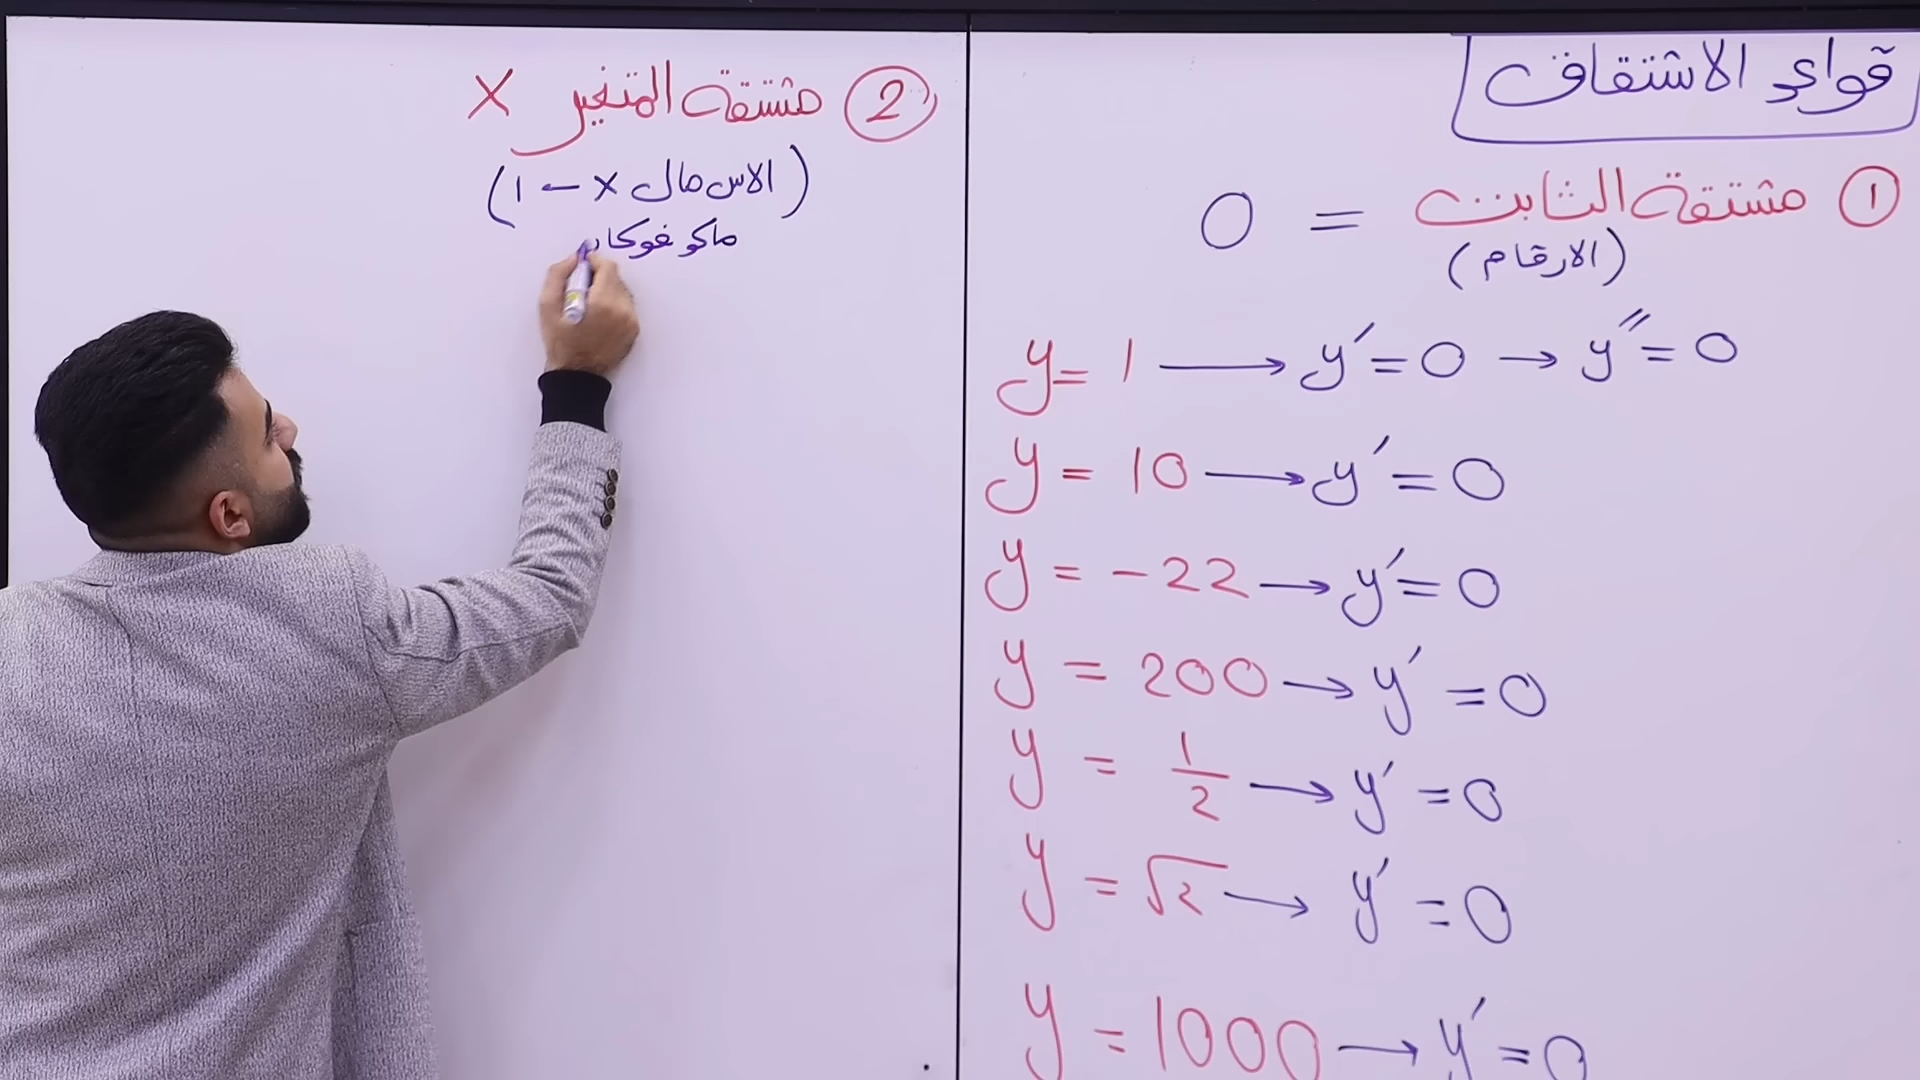 قواعد الاشتقاق
① مشتقة الثابت = 0
(الارقام)
y = 1 → y′ = 0 → y″ = 0
y = 10 → y′ = 0
y = -22 → y′ = 0
y = 200 → y′ = 0
y = 1/2 → y′ = 0
y = √2 → y′ = 0
y = 1000 → y′ = 0
② مشتقة المتغير X
(الاس مال x ← 1)
ماكو فوكا